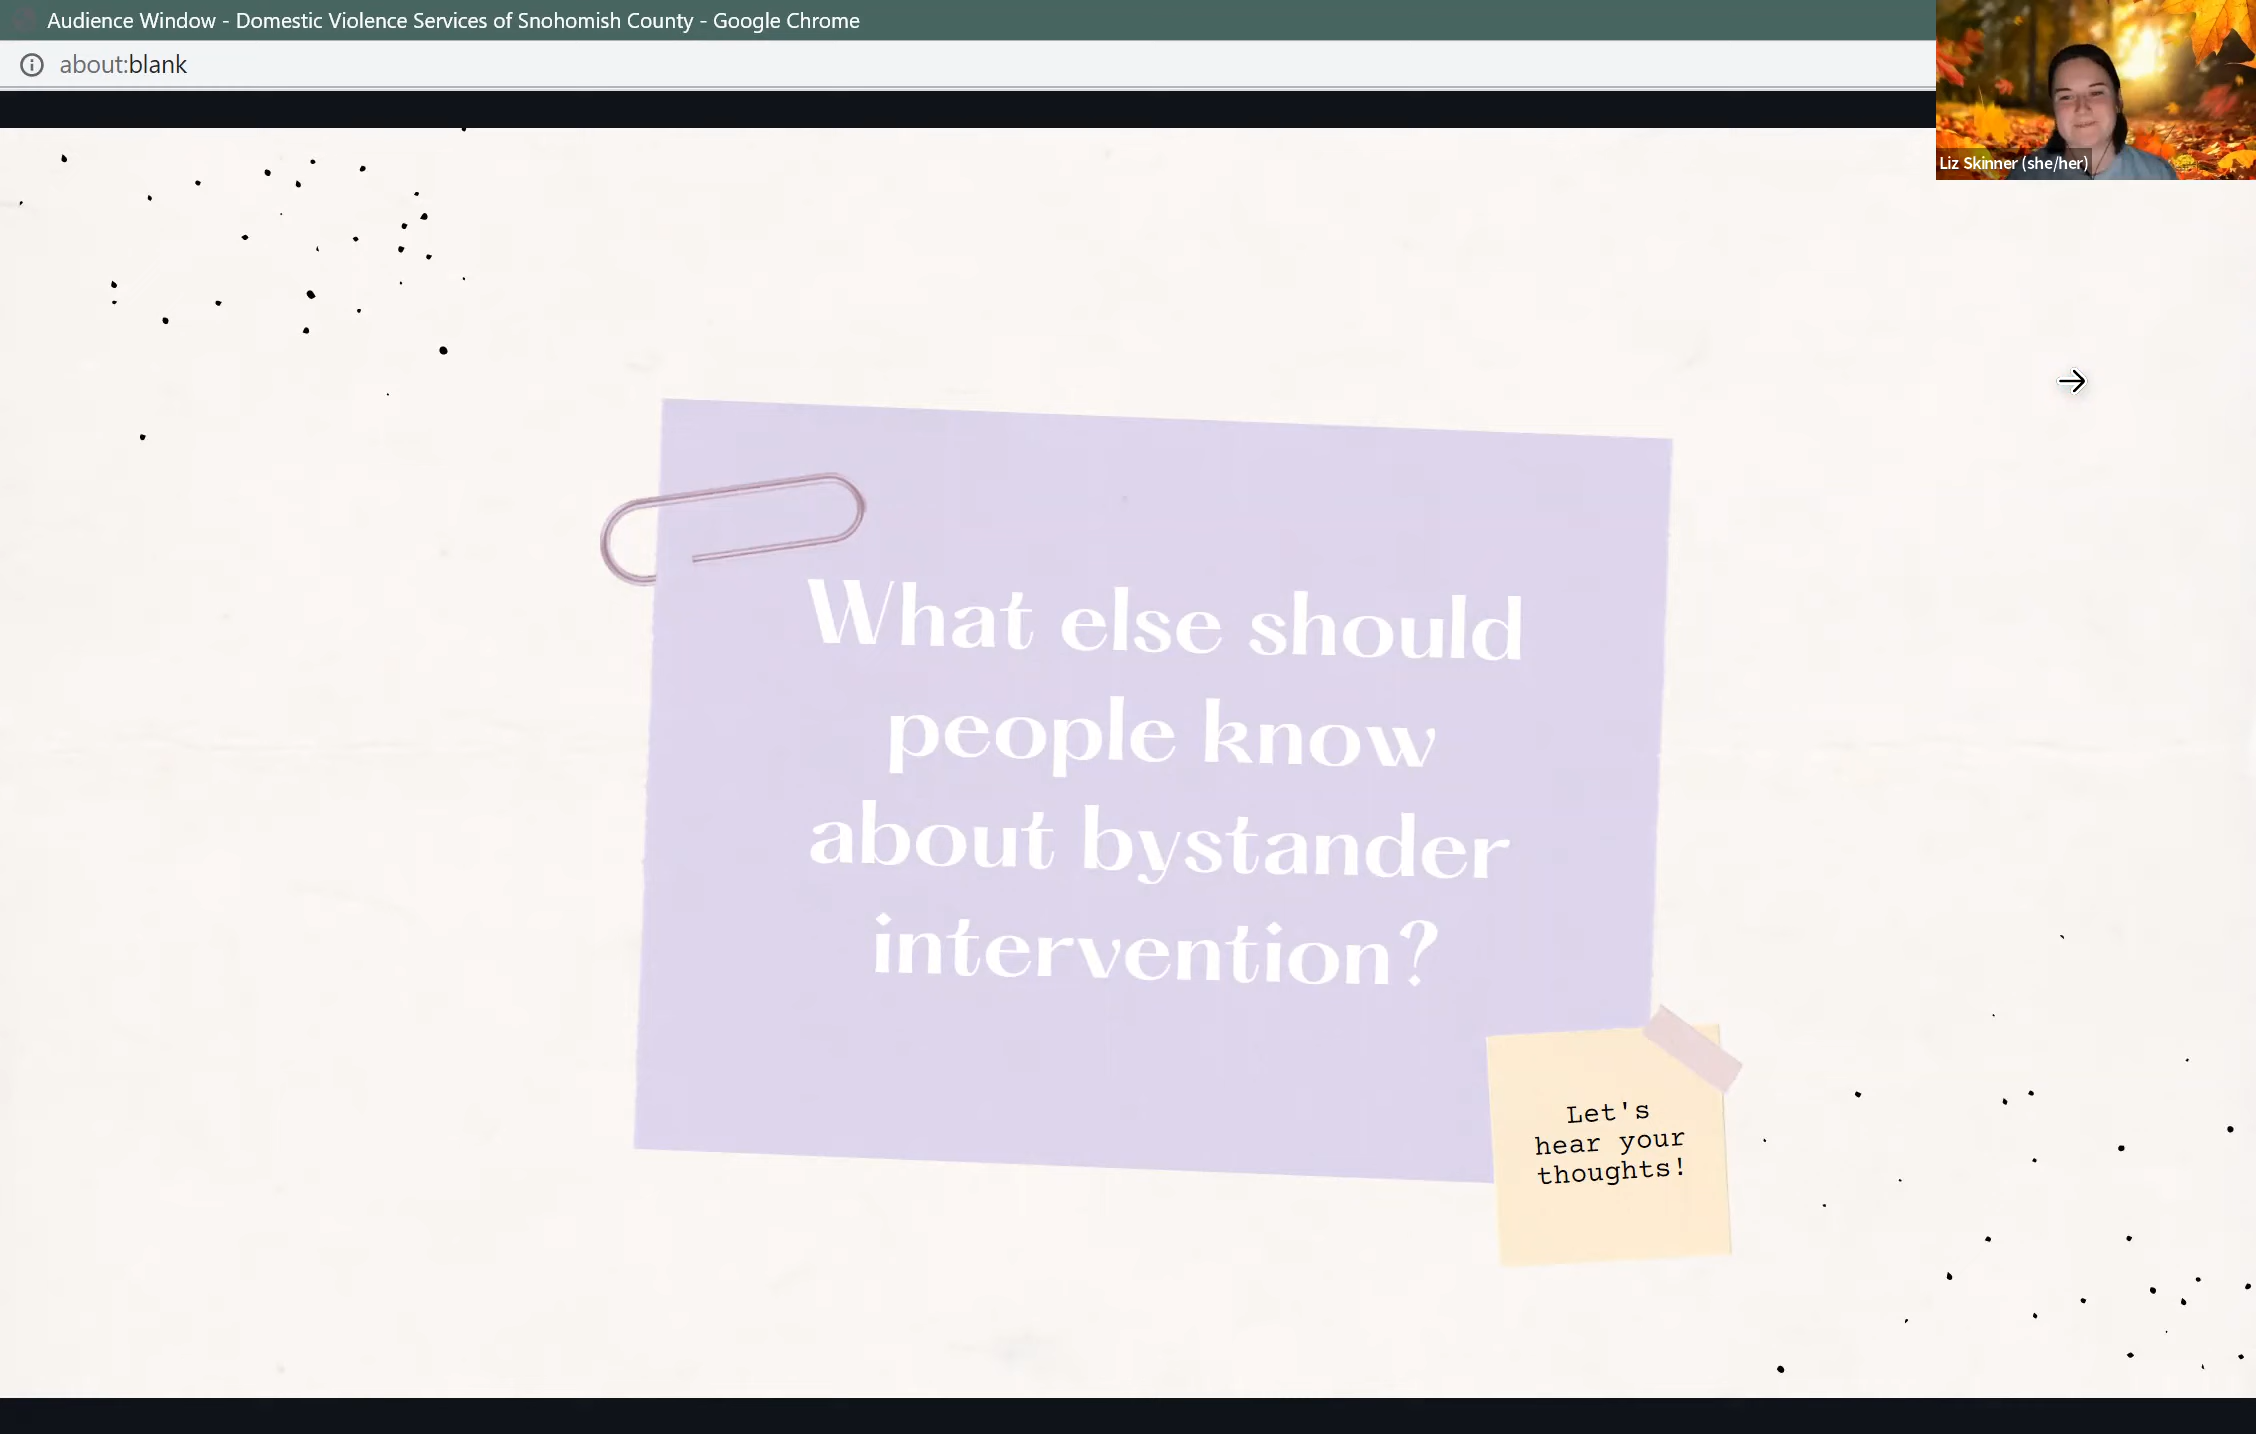 Audience Window - Domestic Violence Services of Snohomish County - Google Chrome
about:blank
Liz Skinner (she/her)
What else should
people know
about bystander
intervention?
Let's
hear your
thoughts!